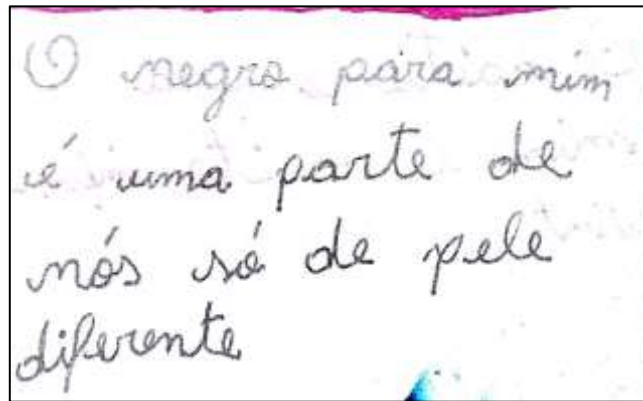 O negro para mim
é uma parte de
nós só de pele
diferente